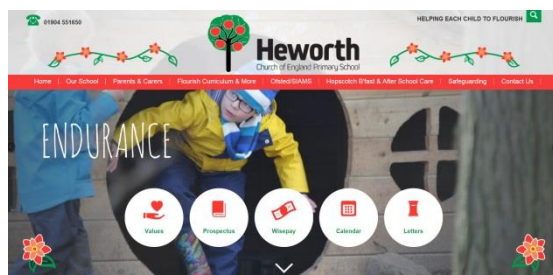 01904 551650
HELPING EACH CHILD TO FLOURISH
Heworth
Church of England Primary School
Home | Our School | Parents & Carers | Flourish Curriculum & More | Ofsted/SIAMS | Hopscotch B'fast & After School Care | Safeguarding | Contact Us |
ENDURANCE
Values
Prospectus
Wisepay
Calendar
Letters